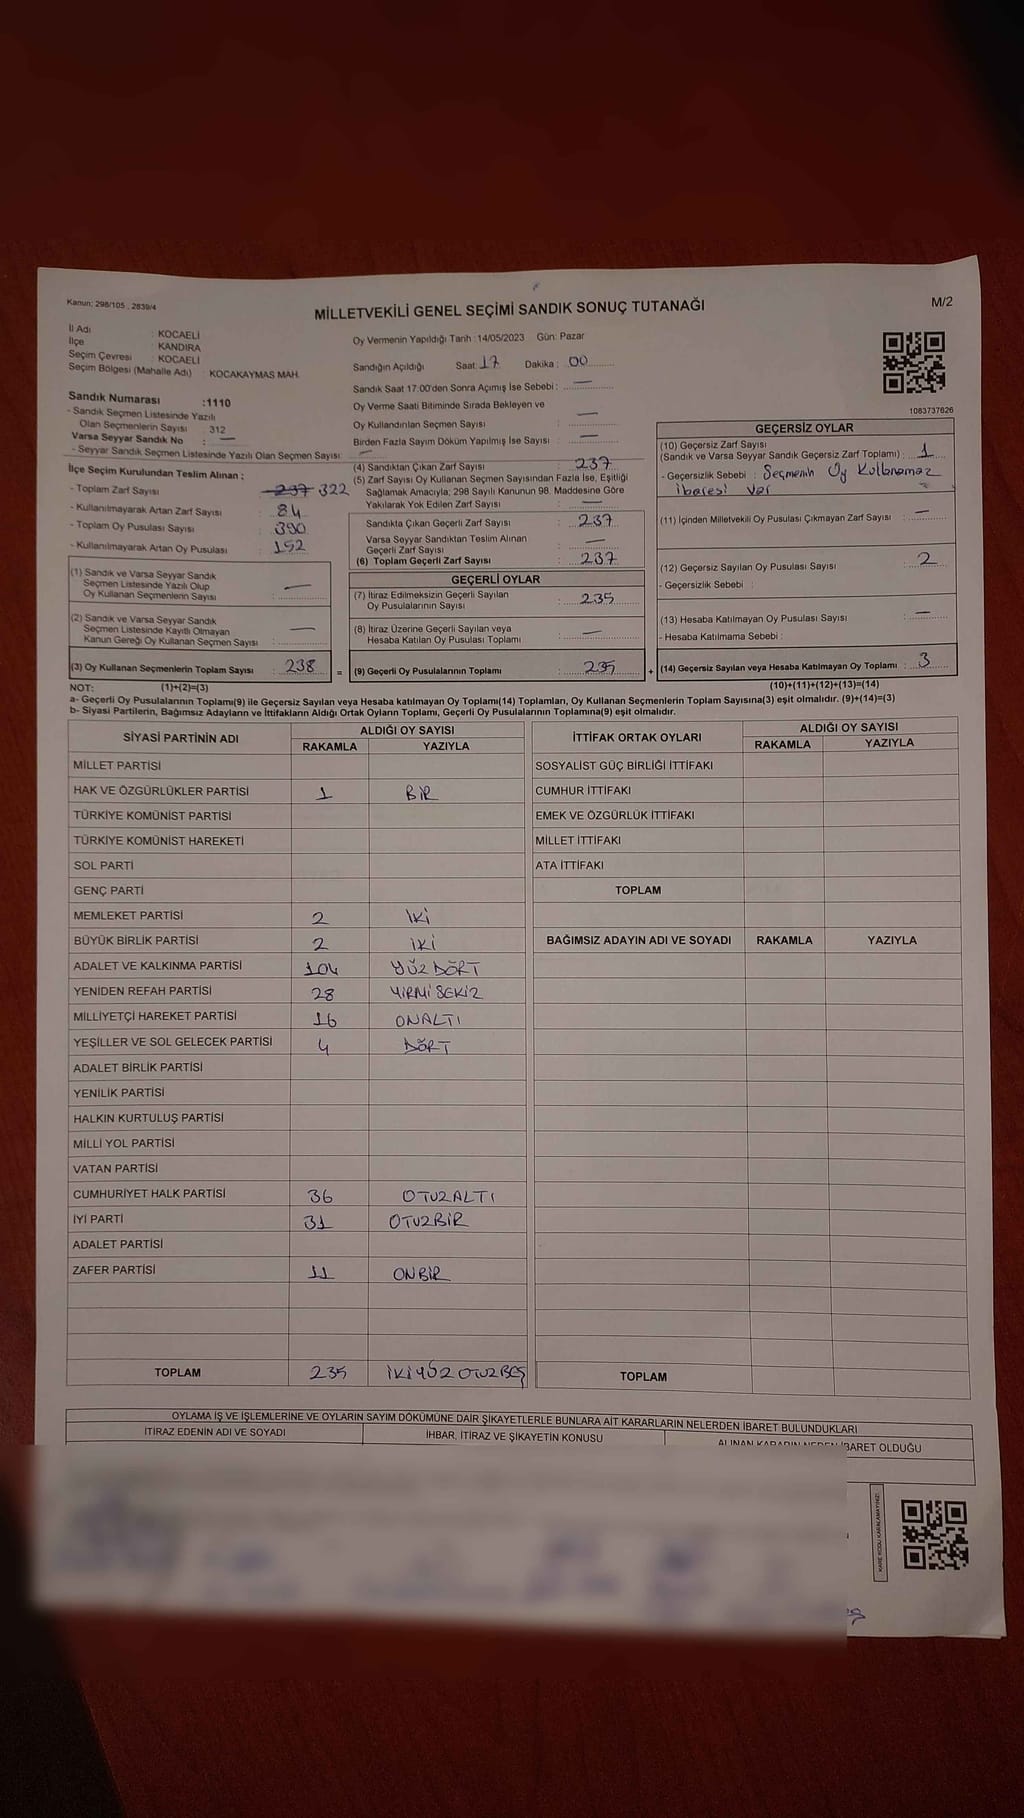 Kanun: 298/105 , 2839/4
MİLLETVEKİLİ GENEL SEÇİMİ SANDIK SONUÇ TUTANAĞI
M/2
İl Adı : KOCAELİ
İlçe : KANDIRA
Seçim Çevresi : KOCAELİ
Seçim Bölgesi (Mahalle Adı) : KOCAKAYMAS MAH.
Sandık Numarası :1110
- Sandık Seçmen Listesinde Yazılı
Olan Seçmenlerin Sayısı 312
Varsa Seyyar Sandık No : —
- Seyyar Sandık Seçmen Listesinde Yazılı Olan Seçmen Sayısı: —
İlçe Seçim Kurulundan Teslim Alınan :
- Toplam Zarf Sayısı : 237 322
- Kullanılmayarak Artan Zarf Sayısı : 84
- Toplam Oy Pusulası Sayısı : 390
- Kullanılmayarak Artan Oy Pusulası : 152
(1) Sandık ve Varsa Seyyar Sandık
Seçmen Listesinde Yazılı Olup
Oy Kullanan Seçmenlerin Sayısı : —
(2) Sandık ve Varsa Seyyar Sandık
Seçmen Listesinde Kayıtlı Olmayan
Kanun Gereği Oy Kullanan Seçmen Sayısı : —
(3) Oy Kullanan Seçmenlerin Toplam Sayısı : 238 =
Oy Vermenin Yapıldığı Tarih :14/05/2023 Gün: Pazar
Sandığın Açıldığı Saat: 17 Dakika : 00
Sandık Saat 17:00'den Sonra Açımış İse Sebebi : —
Oy Verme Saati Bitiminde Sırada Bekleyen ve
Oy Kullandırılan Seçmen Sayısı : —
Birden Fazla Sayım Döküm Yapılmış İse Sayısı : —
(4) Sandıktan Çıkan Zarf Sayısı : 237
(5) Zarf Sayısı Oy Kullanan Seçmen Sayısından Fazla İse, Eşitliği
Sağlamak Amacıyla; 298 Sayılı Kanunun 98. Maddesine Göre
Yakılarak Yok Edilen Zarf Sayısı : —
Sandıkta Çıkan Geçerli Zarf Sayısı : 237
Varsa Seyyar Sandıktan Teslim Alınan
Geçerli Zarf Sayısı : —
(6) Toplam Geçerli Zarf Sayısı : 237
GEÇERLİ OYLAR
(7) İtiraz Edilmeksizin Geçerli Sayılan
Oy Pusulalarının Sayısı : 235
(8) İtiraz Üzerine Geçerli Sayılan veya
Hesaba Katılan Oy Pusulası Toplamı : —
(9) Geçerli Oy Pusulalarının Toplamı : 235 +
1083737626
GEÇERSİZ OYLAR
(10) Geçersiz Zarf Sayısı
(Sandık ve Varsa Seyyar Sandık Geçersiz Zarf Toplamı) : 1
- Geçersizlik Sebebi : Seçmenin Oy Kullanamaz
ibaresi var
(11) İçinden Milletvekili Oy Pusulası Çıkmayan Zarf Sayısı : —
(12) Geçersiz Sayılan Oy Pusulası Sayısı : 2
- Geçersizlik Sebebi :
(13) Hesaba Katılmayan Oy Pusulası Sayısı : —
- Hesaba Katılmama Sebebi :
(14) Geçersiz Sayılan veya Hesaba Katılmayan Oy Toplamı : 3
NOT: (1)+(2)=(3) (10)+(11)+(12)+(13)=(14)
a- Geçerli Oy Pusulalarının Toplamı(9) ile Geçersiz Sayılan veya Hesaba katılmayan Oy Toplamı(14) Toplamları, Oy Kullanan Seçmenlerin Toplam Sayısına(3) eşit olmalıdır. (9)+(14)=(3)
b- Siyasi Partilerin, Bağımsız Adayların ve İttifakların Aldığı Ortak Oyların Toplamı, Geçerli Oy Pusulalarının Toplamına(9) eşit olmalıdır.
SİYASİ PARTİNİN ADI ALDIĞI OY SAYISI
RAKAMLA YAZIYLA
MİLLET PARTİSİ
HAK VE ÖZGÜRLÜKLER PARTİSİ 1 BİR
TÜRKİYE KOMÜNİST PARTİSİ
TÜRKİYE KOMÜNİST HAREKETİ
SOL PARTİ
GENÇ PARTİ
MEMLEKET PARTİSİ 2 İKİ
BÜYÜK BİRLİK PARTİSİ 2 İKİ
ADALET VE KALKINMA PARTİSİ 104 YÜZ DÖRT
YENİDEN REFAH PARTİSİ 28 YİRMİ SEKİZ
MİLLİYETÇİ HAREKET PARTİSİ 16 ONALTI
YEŞİLLER VE SOL GELECEK PARTİSİ 4 DÖRT
ADALET BİRLİK PARTİSİ
YENİLİK PARTİSİ
HALKIN KURTULUŞ PARTİSİ
MİLLİ YOL PARTİSİ
VATAN PARTİSİ
CUMHURİYET HALK PARTİSİ 36 OTUZALTI
İYİ PARTİ 31 OTUZBİR
ADALET PARTİSİ
ZAFER PARTİSİ 11 ONBİR
TOPLAM 235 İKİYÜZ OTUZBEŞ
İTTİFAK ORTAK OYLARI ALDIĞI OY SAYISI
RAKAMLA YAZIYLA
SOSYALİST GÜÇ BİRLİĞİ İTTİFAKI
CUMHUR İTTİFAKI
EMEK VE ÖZGÜRLÜK İTTİFAKI
MİLLET İTTİFAKI
ATA İTTİFAKI
TOPLAM
BAĞIMSIZ ADAYIN ADI VE SOYADI RAKAMLA YAZIYLA
TOPLAM
OYLAMA İŞ VE İŞLEMLERİNE VE OYLARIN SAYIM DÖKÜMÜNE DAİR ŞİKAYETLERLE BUNLARA AİT KARARLARIN NELERDEN İBARET BULUNDUKLARI
İTİRAZ EDENİN ADI VE SOYADI İHBAR, İTİRAZ VE ŞİKAYETİN KONUSU ALINAN KARARIN NEDEN İBARET OLDUĞU
KARE KODU KARALAMAYINIZ!